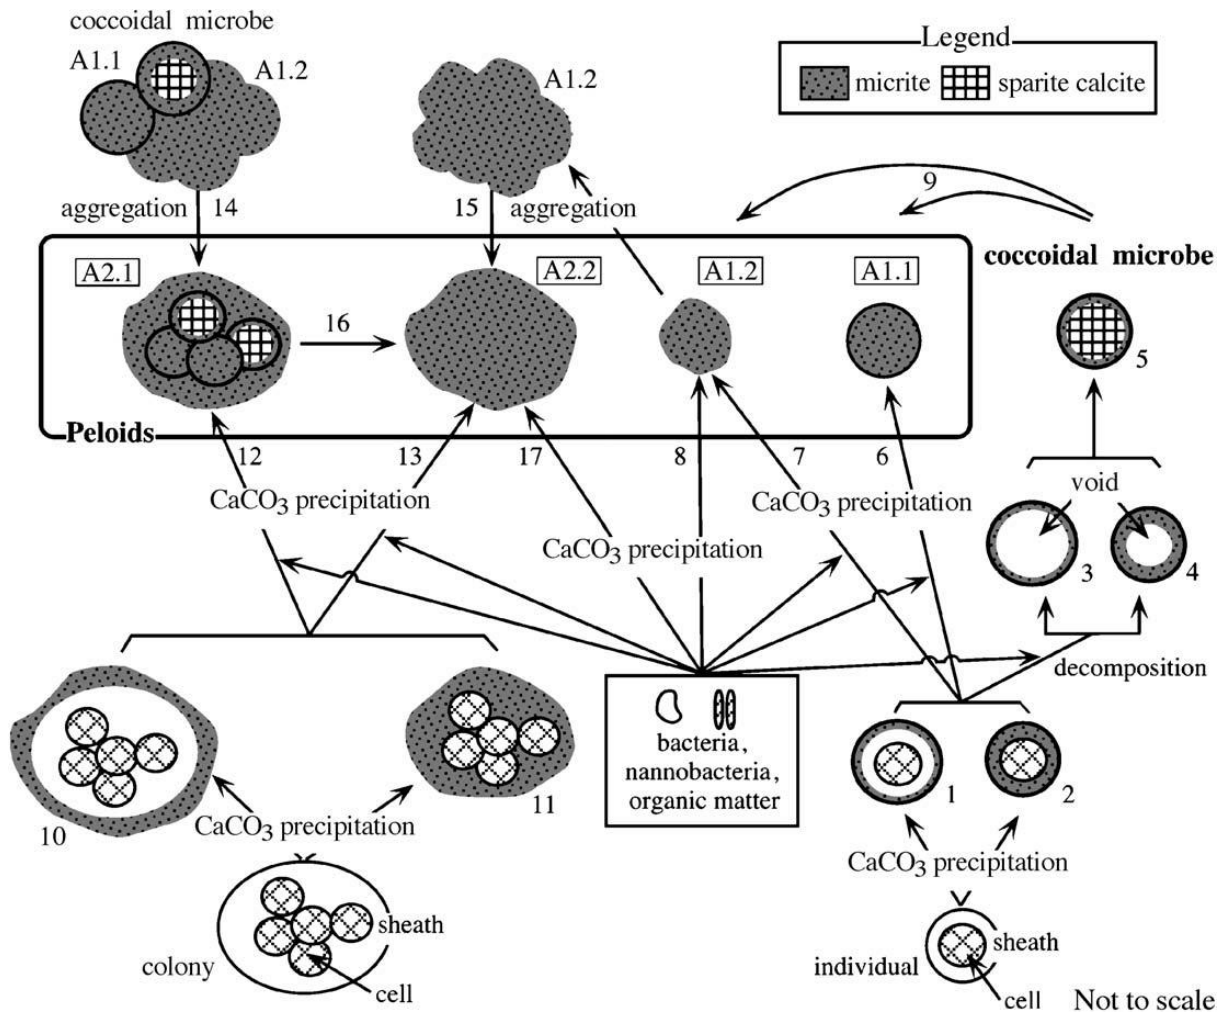 coccoidal microbe
A1.1
A1.2
A1.2
Legend
micrite
sparite calcite
aggregation
14
15
aggregation
9
coccoidal microbe
A2.1
A2.2
A1.2
A1.1
16
5
Peloids
12
13
17
8
7
6
CaCO3 precipitation
CaCO3 precipitation
CaCO3 precipitation
void
3
4
decomposition
bacteria,
nannobacteria,
organic matter
10
11
1
2
CaCO3 precipitation
CaCO3 precipitation
sheath
colony
cell
sheath
individual
cell
Not to scale